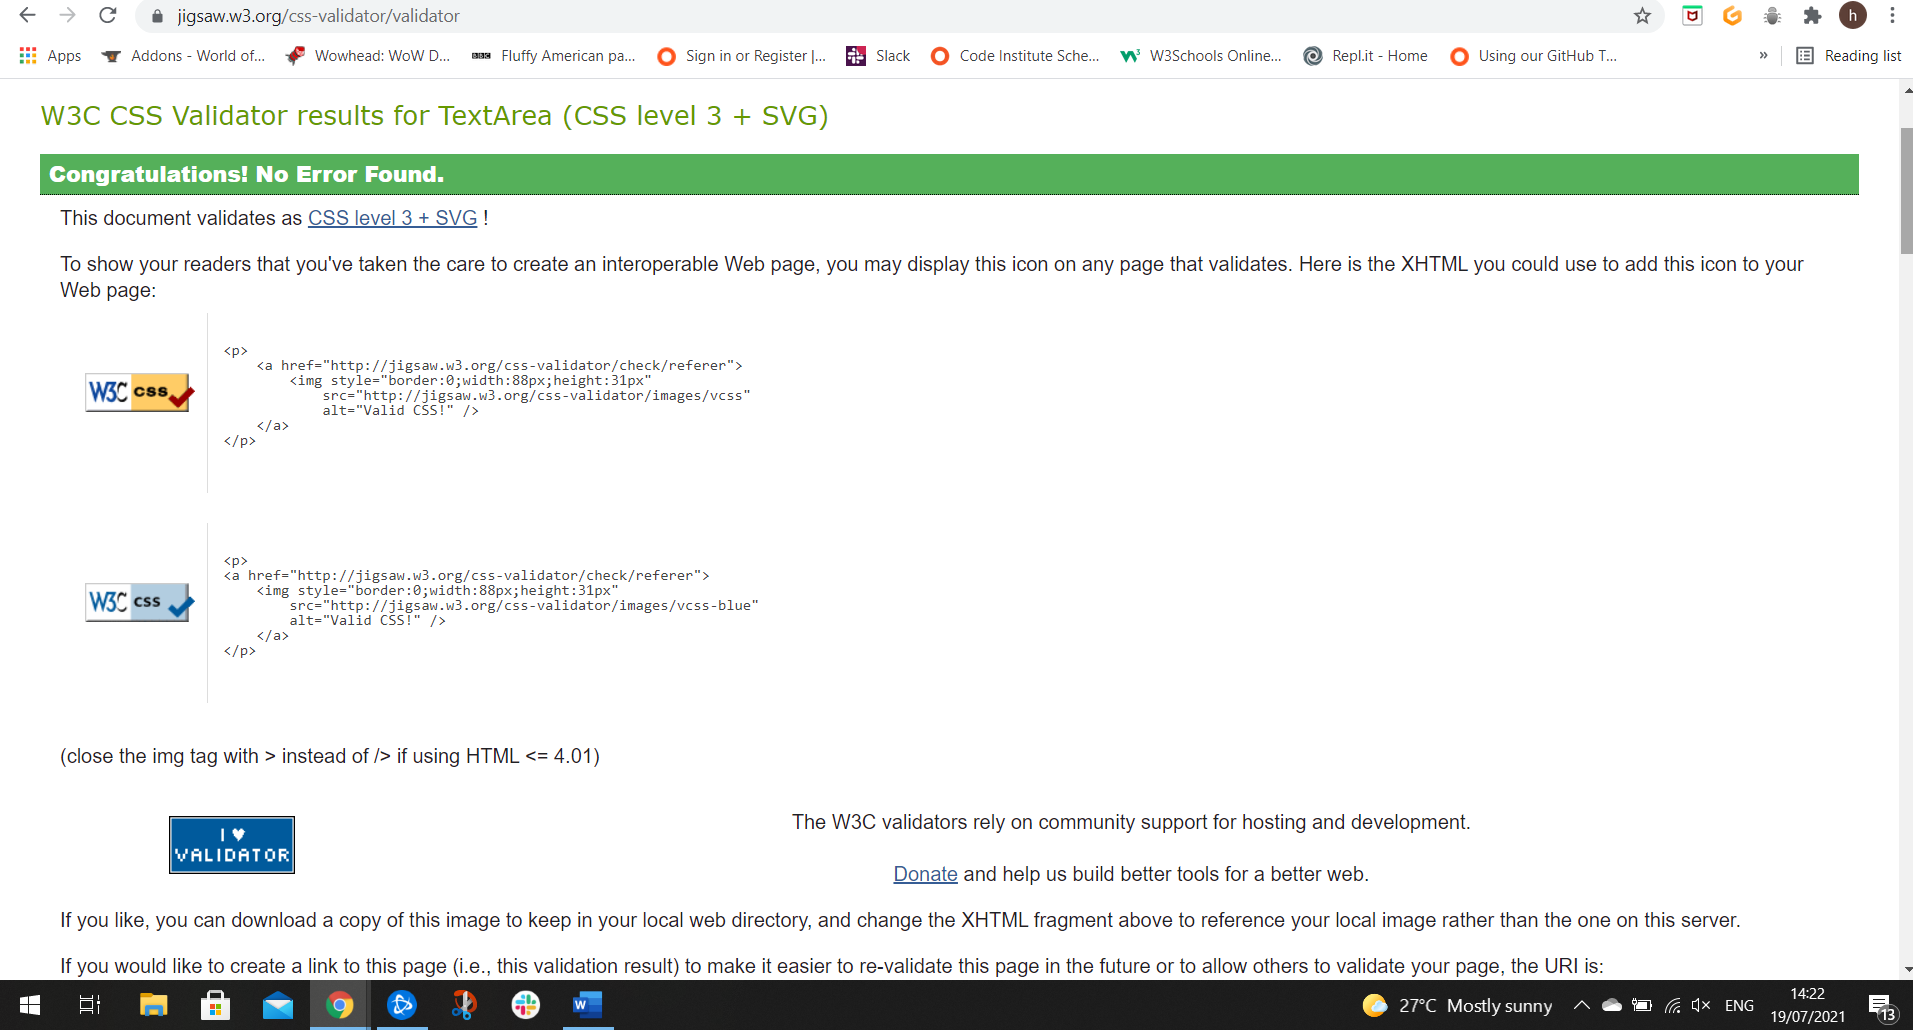 jigsaw.w3.org/css-validator/validator
h
Apps Addons - World of... Wowhead: WoW D... BBC Fluffy American pa... Sign in or Register |... Slack Code Institute Sche... W3Schools Online... Repl.it - Home Using our GitHub T... » Reading list
W3C CSS Validator results for TextArea (CSS level 3 + SVG)
Congratulations! No Error Found.
This document validates as CSS level 3 + SVG !
To show your readers that you've taken the care to create an interoperable Web page, you may display this icon on any page that validates. Here is the XHTML you could use to add this icon to your
Web page:
W3C css
<p>
<a href="http://jigsaw.w3.org/css-validator/check/referer">
<img style="border:0;width:88px;height:31px"
src="http://jigsaw.w3.org/css-validator/images/vcss"
alt="Valid CSS!" />
</a>
</p>
W3C css
<p>
<a href="http://jigsaw.w3.org/css-validator/check/referer">
<img style="border:0;width:88px;height:31px"
src="http://jigsaw.w3.org/css-validator/images/vcss-blue"
alt="Valid CSS!" />
</a>
</p>
(close the img tag with > instead of /> if using HTML <= 4.01)
I ♥
VALIDATOR
The W3C validators rely on community support for hosting and development.
Donate and help us build better tools for a better web.
If you like, you can download a copy of this image to keep in your local web directory, and change the XHTML fragment above to reference your local image rather than the one on this server.
If you would like to create a link to this page (i.e., this validation result) to make it easier to re-validate this page in the future or to allow others to validate your page, the URI is:
W
27°C Mostly sunny
ENG
14:22
19/07/2021
13